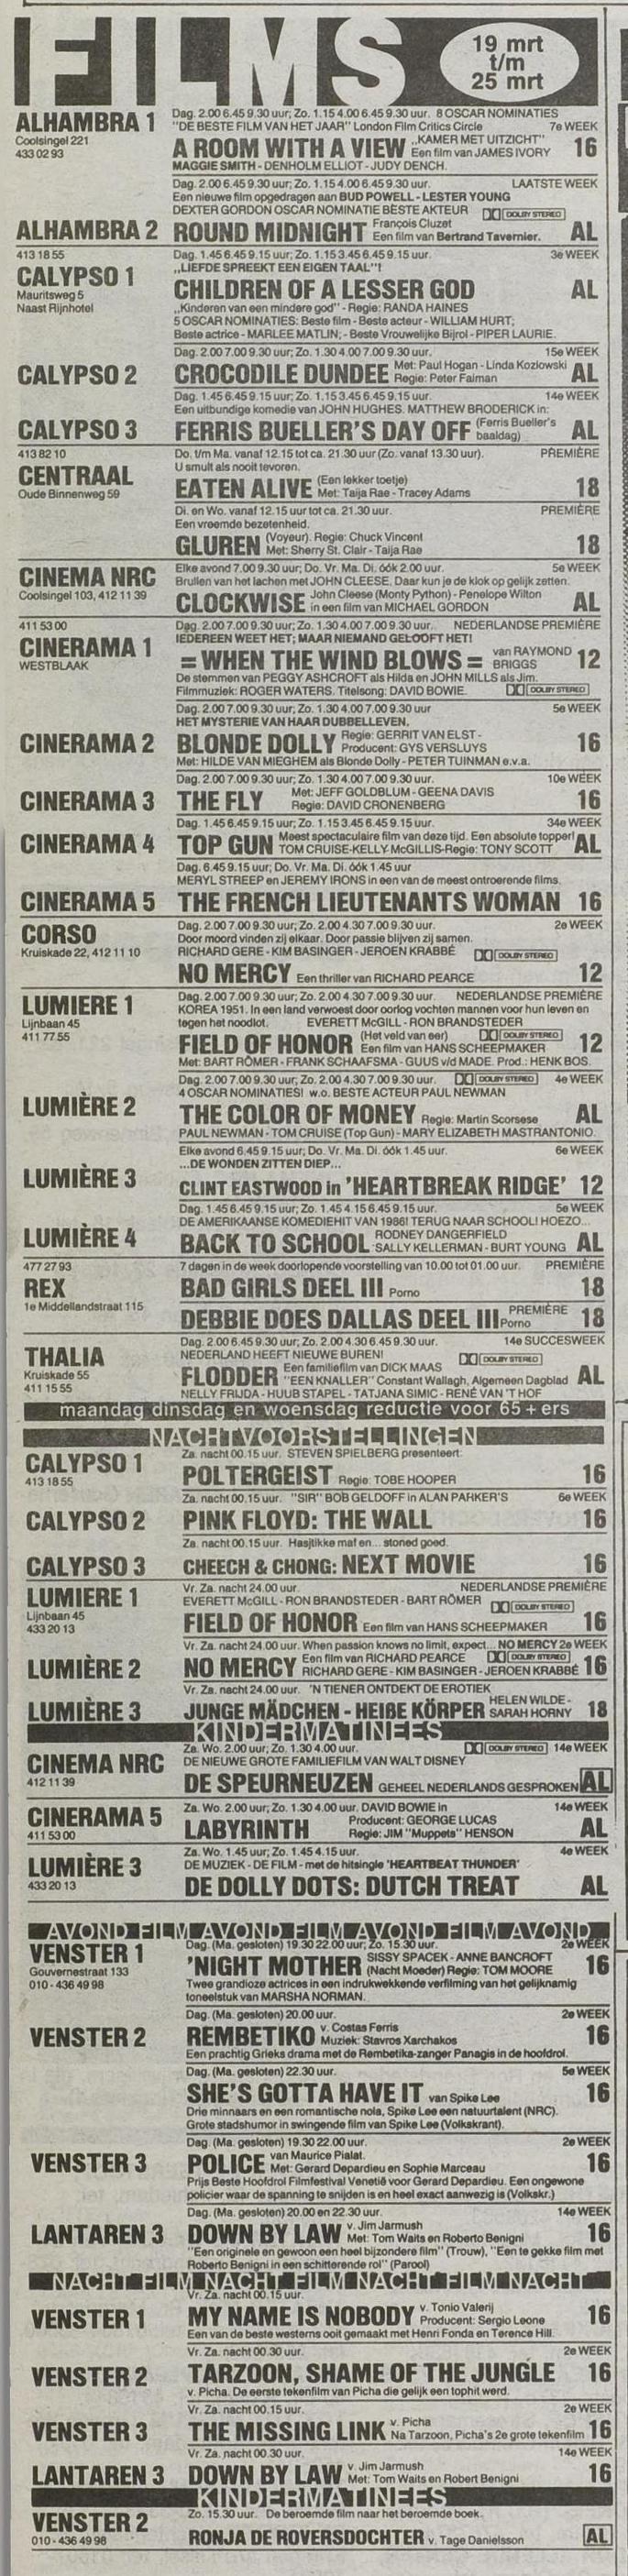 FILMS
19 mrt
t/m
25 mrt
ALHAMBRA 1
Coolsingel 221
433 02 93
Dag. 2.00 6.45 9.30 uur; Zo. 1.15 4.00 6.45 9.30 uur. 8 OSCAR NOMINATIES
"DE BESTE FILM VAN HET JAAR" London Film Critics Circle 7e WEEK
A ROOM WITH A VIEW „KAMER MET UITZICHT" Een film van JAMES IVORY 16
MAGGIE SMITH - DENHOLM ELLIOT - JUDY DENCH.
Dag. 2.00 6.45 9.30 uur; Zo. 1.15 4.00 6.45 9.30 uur. LAATSTE WEEK
Een nieuwe film opgedragen aan BUD POWELL - LESTER YOUNG
DEXTER GORDON OSCAR NOMINATIE BESTE AKTEUR DOLBY STEREO
ALHAMBRA 2 ROUND MIDNIGHT François Cluzet Een film van Bertrand Tavernier. AL
413 18 55
CALYPSO 1
Mauritsweg 5
Naast Rijnhotel
Dag. 1.45 6.45 9.15 uur; Zo. 1.15 3.45 6.45 9.15 uur. 3e WEEK
„LIEFDE SPREEKT EEN EIGEN TAAL"!
CHILDREN OF A LESSER GOD AL
„Kinderen van een mindere god" - Regie: RANDA HAINES
5 OSCAR NOMINATIES: Beste film - Beste acteur - WILLIAM HURT;
Beste actrice - MARLEE MATLIN; - Beste Vrouwelijke Bijrol - PIPER LAURIE.
Dag. 2.00 7.00 9.30 uur; Zo. 1.30 4.00 7.00 9.30 uur. 15e WEEK
CALYPSO 2 CROCODILE DUNDEE Met: Paul Hogan - Linda Kozlowski Regie: Peter Faiman AL
Dag. 1.45 6.45 9.15 uur; Zo. 1.15 3.45 6.45 9.15 uur. 14e WEEK
Een uitbundige komedie van JOHN HUGHES. MATTHEW BRODERICK in:
CALYPSO 3 FERRIS BUELLER'S DAY OFF (Ferris Bueller's baaldag) AL
413 82 10
CENTRAAL
Oude Binnenweg 59
Do. t/m Ma. vanaf 12.15 tot ca. 21.30 uur (Zo. vanaf 13.30 uur). PREMIÈRE
U smult als nooit tevoren.
EATEN ALIVE (Een lekker toetje) Met: Taija Rae - Tracey Adams 18
Di. en Wo. vanaf 12.15 uur tot ca. 21.30 uur. PREMIÈRE
Een vreemde bezetenheid.
GLUREN (Voyeur). Regie: Chuck Vincent Met: Sherry St. Clair - Taija Rae 18
CINEMA NRC
Coolsingel 103, 412 11 39
Elke avond 7.00 9.30 uur; Do. Vr. Ma. Di. óók 2.00 uur. 5e WEEK
Brullen van het lachen met JOHN CLEESE. Daar kun je de klok op gelijk zetten.
CLOCKWISE John Cleese (Monty Python) - Penelope Wilton in een film van MICHAEL GORDON AL
411 53 00
CINERAMA 1
WESTBLAAK
Dag. 2.00 7.00 9.30 uur; Zo. 1.30 4.00 7.00 9.30 uur. NEDERLANDSE PREMIÈRE
IEDEREEN WEET HET; MAAR NIEMAND GELOOFT HET!
= WHEN THE WIND BLOWS = van RAYMOND BRIGGS 12
De stemmen van PEGGY ASHCROFT als Hilda en JOHN MILLS als Jim.
Filmmuziek: ROGER WATERS. Titelsong: DAVID BOWIE. DOLBY STEREO
Dag. 2.00 7.00 9.30 uur; Zo. 1.30 4.00 7.00 9.30 uur. 5e WEEK
HET MYSTERIE VAN HAAR DUBBELLEVEN.
CINERAMA 2 BLONDE DOLLY Regie: GERRIT VAN ELST - Producent: GYS VERSLUYS 16
Met: HILDE VAN MIEGHEM als Blonde Dolly - PETER TUINMAN e.v.a.
Dag. 2.00 7.00 9.30 uur; Zo. 1.30 4.00 7.00 9.30 uur. 10e WEEK
CINERAMA 3 THE FLY Met: JEFF GOLDBLUM - GEENA DAVIS Regie: DAVID CRONENBERG 16
Dag. 1.45 6.45 9.15 uur; Zo. 1.15 3.45 6.45 9.15 uur. 34e WEEK
CINERAMA 4 TOP GUN Meest spectaculaire film van deze tijd. Een absolute topper! TOM CRUISE-KELLY McGILLIS-Regie: TONY SCOTT AL
Dag. 6.45 9.15 uur; Do. Vr. Ma. Di. óók 1.45 uur
MERYL STREEP en JEREMY IRONS in een van de meest ontroerende films.
CINERAMA 5 THE FRENCH LIEUTENANTS WOMAN 16
CORSO
Kruiskade 22, 412 11 10
Dag. 2.00 7.00 9.30 uur; Zo. 2.00 4.30 7.00 9.30 uur. 2e WEEK
Door moord vinden zij elkaar. Door passie blijven zij samen.
RICHARD GERE - KIM BASINGER - JEROEN KRABBÉ DOLBY STEREO
NO MERCY Een thriller van RICHARD PEARCE 12
LUMIERE 1
Lijnbaan 45
411 77 55
Dag. 2.00 7.00 9.30 uur; Zo. 2.00 4.30 7.00 9.30 uur. NEDERLANDSE PREMIÈRE
KOREA 1951. In een land verwoest door oorlog vochten mannen voor hun leven en
tegen het noodlot. EVERETT McGILL - RON BRANDSTEDER
FIELD OF HONOR (Het veld van eer) DOLBY STEREO Een film van HANS SCHEEPMAKER 12
Met: BART RÖMER - FRANK SCHAAFSMA - GUUS v/d MADE. Prod.: HENK BOS.
Dag. 2.00 7.00 9.30 uur; Zo. 2.00 4.30 7.00 9.30 uur. DOLBY STEREO 4e WEEK
4 OSCAR NOMINATIES! w.o. BESTE ACTEUR PAUL NEWMAN
LUMIÈRE 2 THE COLOR OF MONEY Regie: Martin Scorsese AL
PAUL NEWMAN - TOM CRUISE (Top Gun) - MARY ELIZABETH MASTRANTONIO.
Elke avond 6.45 9.15 uur; Do. Vr. Ma. Di. óók 1.45 uur. 6e WEEK
...DE WONDEN ZITTEN DIEP...
LUMIÈRE 3 CLINT EASTWOOD in 'HEARTBREAK RIDGE' 12
Dag. 1.45 6.45 9.15 uur; Zo. 1.45 4.15 6.45 9.15 uur. 5e WEEK
DE AMERIKAANSE KOMEDIEHIT VAN 1986! TERUG NAAR SCHOOL! HOEZO...
LUMIÈRE 4 BACK TO SCHOOL RODNEY DANGERFIELD SALLY KELLERMAN - BURT YOUNG AL
477 27 93
REX
1e Middellandstraat 115
7 dagen in de week doorlopende voorstelling van 10.00 tot 01.00 uur. PREMIÈRE
BAD GIRLS DEEL III Porno 18
DEBBIE DOES DALLAS DEEL III PREMIÈRE Porno 18
THALIA
Kruiskade 55
411 15 55
Dag. 2.00 6.45 9.30 uur; Zo. 2.00 4.30 6.45 9.30 uur. 14e SUCCESWEEK
NEDERLAND HEEFT NIEUWE BUREN! DOLBY STEREO
FLODDER Een familiefilm van DICK MAAS "EEN KNALLER" Constant Wallagh, Algemeen Dagblad AL
NELLY FRIJDA - HUUB STAPEL - TATJANA SIMIC - RENÉ VAN 'T HOF
maandag dinsdag en woensdag reductie voor 65+ers
NACHTVOORSTELLINGEN
CALYPSO 1
413 18 55
Za. nacht 00.15 uur. STEVEN SPIELBERG presenteert:
POLTERGEIST Regie: TOBE HOOPER 16
Za. nacht 00.15 uur. "SIR" BOB GELDOFF in ALAN PARKER'S 6e WEEK
CALYPSO 2 PINK FLOYD: THE WALL 16
Za. nacht 00.15 uur. Hasjtikke maf en... stoned goed.
CALYPSO 3 CHEECH & CHONG: NEXT MOVIE 16
LUMIERE 1
Lijnbaan 45
433 20 13
Vr. Za. nacht 24.00 uur. NEDERLANDSE PREMIÈRE
EVERETT McGILL - RON BRANDSTEDER - BART RÖMER DOLBY STEREO
FIELD OF HONOR Een film van HANS SCHEEPMAKER 16
Vr. Za. nacht 24.00 uur. When passion knows no limit, expect... NO MERCY 2e WEEK
LUMIÈRE 2 NO MERCY Een film van RICHARD PEARCE DOLBY STEREO RICHARD GERE - KIM BASINGER - JEROEN KRABBÉ 16
Vr. Za. nacht 24.00 uur. 'N TIENER ONTDEKT DE EROTIEK
LUMIÈRE 3 JUNGE MÄDCHEN - HEIßE KÖRPER HELEN WILDE - SARAH HORNY 18
KINDERMATINEES
CINEMA NRC
412 11 39
Za. Wo. 2.00 uur; Zo. 1.30 4.00 uur. DOLBY STEREO 14e WEEK
DE NIEUWE GROTE FAMILIEFILM VAN WALT DISNEY
DE SPEURNEUZEN GEHEEL NEDERLANDS GESPROKEN AL
CINERAMA 5
411 53 00
Za. Wo. 2.00 uur; Zo. 1.30 4.00 uur. DAVID BOWIE in 14e WEEK
LABYRINTH Producent: GEORGE LUCAS Regie: JIM "Muppets" HENSON AL
LUMIÈRE 3
433 20 13
Za. Wo. 1.45 uur; Zo. 1.45 4.15 uur. 4e WEEK
DE MUZIEK - DE FILM - met de hitsingle 'HEARTBEAT THUNDER'
DE DOLLY DOTS: DUTCH TREAT AL
AVOND FILM AVOND FILM AVOND FILM AVOND
VENSTER 1
Gouvernestraat 133
010 - 436 49 98
Dag. (Ma. gesloten) 19.30 22.00 uur; Zo. 15.30 uur. 2e WEEK
'NIGHT MOTHER SISSY SPACEK - ANNE BANCROFT (Nacht Moeder) Regie: TOM MOORE 16
Twee grandioze actrices in een indrukwekkende verfilming van het gelijknamig
toneelstuk van MARSHA NORMAN.
Dag. (Ma. gesloten) 20.00 uur. 2e WEEK
VENSTER 2 REMBETIKO v. Costas Ferris Muziek: Stavros Xarchakos 16
Een prachtig Grieks drama met de Rembetika-zanger Panagis in de hoofdrol.
Dag. (Ma. gesloten) 22.30 uur. 5e WEEK
SHE'S GOTTA HAVE IT van Spike Lee 16
Drie minnaars en een romantische nola, Spike Lee een natuurtalent (NRC).
Grote stadshumor in swingende film van Spike Lee (Volkskrant).
Dag. (Ma. gesloten) 19.30 22.00 uur. 2e WEEK
VENSTER 3 POLICE van Maurice Pialat. Met: Gerard Depardieu en Sophie Marceau 16
Prijs Beste Hoofdrol Filmfestival Venetië voor Gerard Depardieu. Een ongewone
policier waar de spanning te snijden is en heel exact aanwezig is (Volkskr.)
Dag. (Ma. gesloten) 20.00 en 22.30 uur. 14e WEEK
LANTAREN 3 DOWN BY LAW v. Jim Jarmush Met: Tom Waits en Roberto Benigni 16
"Een originele en gewoon een heel bijzondere film" (Trouw), "Een te gekke film met
Roberto Benigni in een schitterende rol" (Parool)
NACHT FILM NACHT FILM NACHT FILM NACHT
Vr. Za. nacht 00.15 uur.
VENSTER 1 MY NAME IS NOBODY v. Tonio Valerij Producent: Sergio Leone 16
Een van de beste westerns ooit gemaakt met Henri Fonda en Terence Hill.
Vr. Za. nacht 00.30 uur. 2e WEEK
VENSTER 2 TARZOON, SHAME OF THE JUNGLE 16
v. Picha. De eerste tekenfilm van Picha die gelijk een tophit werd.
Vr. Za. nacht 00.15 uur. 2e WEEK
VENSTER 3 THE MISSING LINK v. Picha Na Tarzoon, Picha's 2e grote tekenfilm 16
Vr. Za. nacht 00.30 uur. 14e WEEK
LANTAREN 3 DOWN BY LAW v. Jim Jarmush Met: Tom Waits en Robert Benigni 16
KINDERMATINEES
VENSTER 2
010 - 436 49 98
Zo. 15.30 uur. De beroemde film naar het beroemde boek.
RONJA DE ROVERSDOCHTER v. Tage Danielsson AL